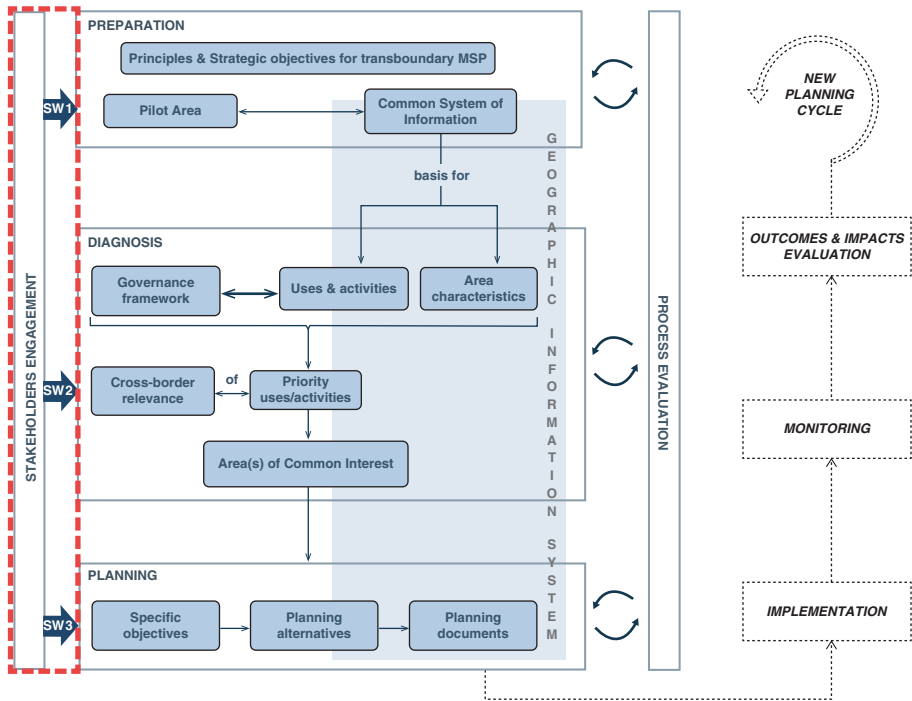 STAKEHOLDERS ENGAGEMENT
SW1
SW2
SW3
PREPARATION
Principles & Strategic objectives for transboundary MSP
Pilot Area
Common System of
Information
basis for
DIAGNOSIS
Governance
framework
Uses & activities
Area
characteristics
Cross-border
relevance
of
Priority
uses/activities
Area(s) of Common Interest
PLANNING
Specific
objectives
Planning
alternatives
Planning
documents
GEOGRAPHIC INFORMATION SYSTEM
PROCESS EVALUATION
NEW
PLANNING
CYCLE
OUTCOMES & IMPACTS
EVALUATION
MONITORING
IMPLEMENTATION